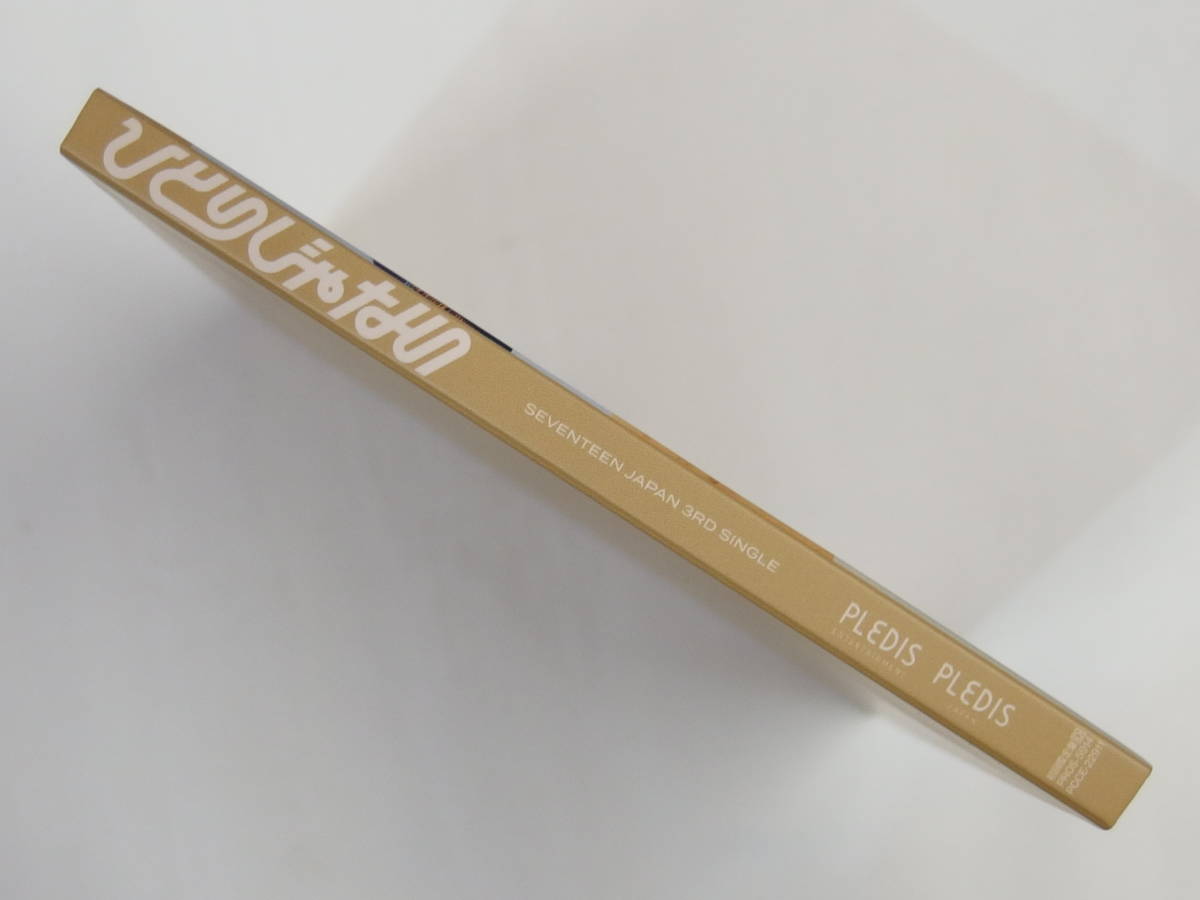 ひとりじゃない
SEVENTEEN JAPAN 3RD SINGLE
PLEDIS
ENTERTAINMENT
PLEDIS
JAPAN